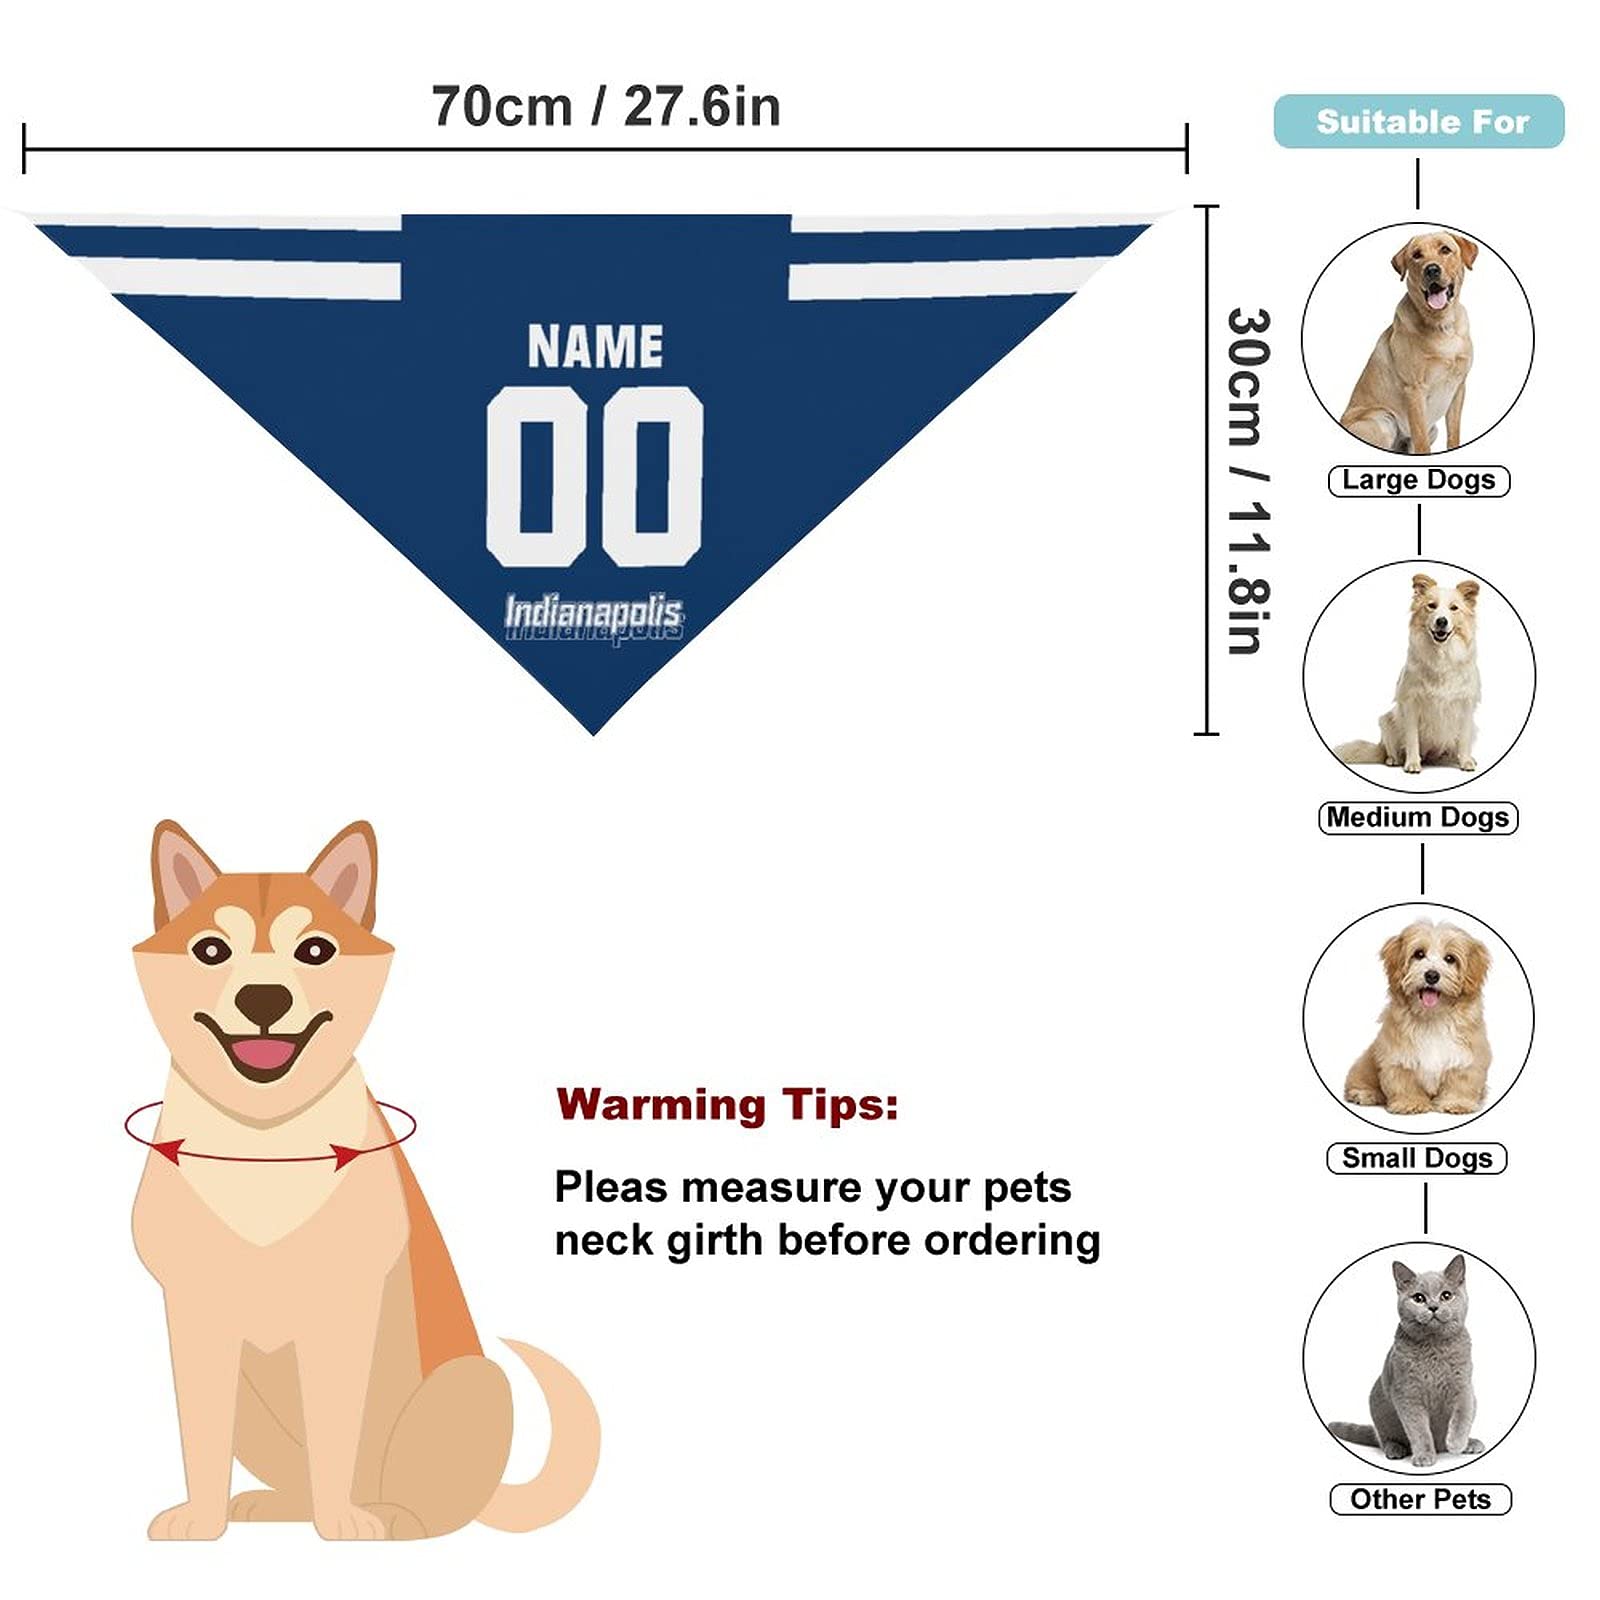 70cm / 27.6in
Suitable For
30cm / 11.8in
NAME
00
Indianapolis
Large Dogs
Medium Dogs
Small Dogs
Other Pets
Warming Tips:
Pleas measure your pets
neck girth before ordering